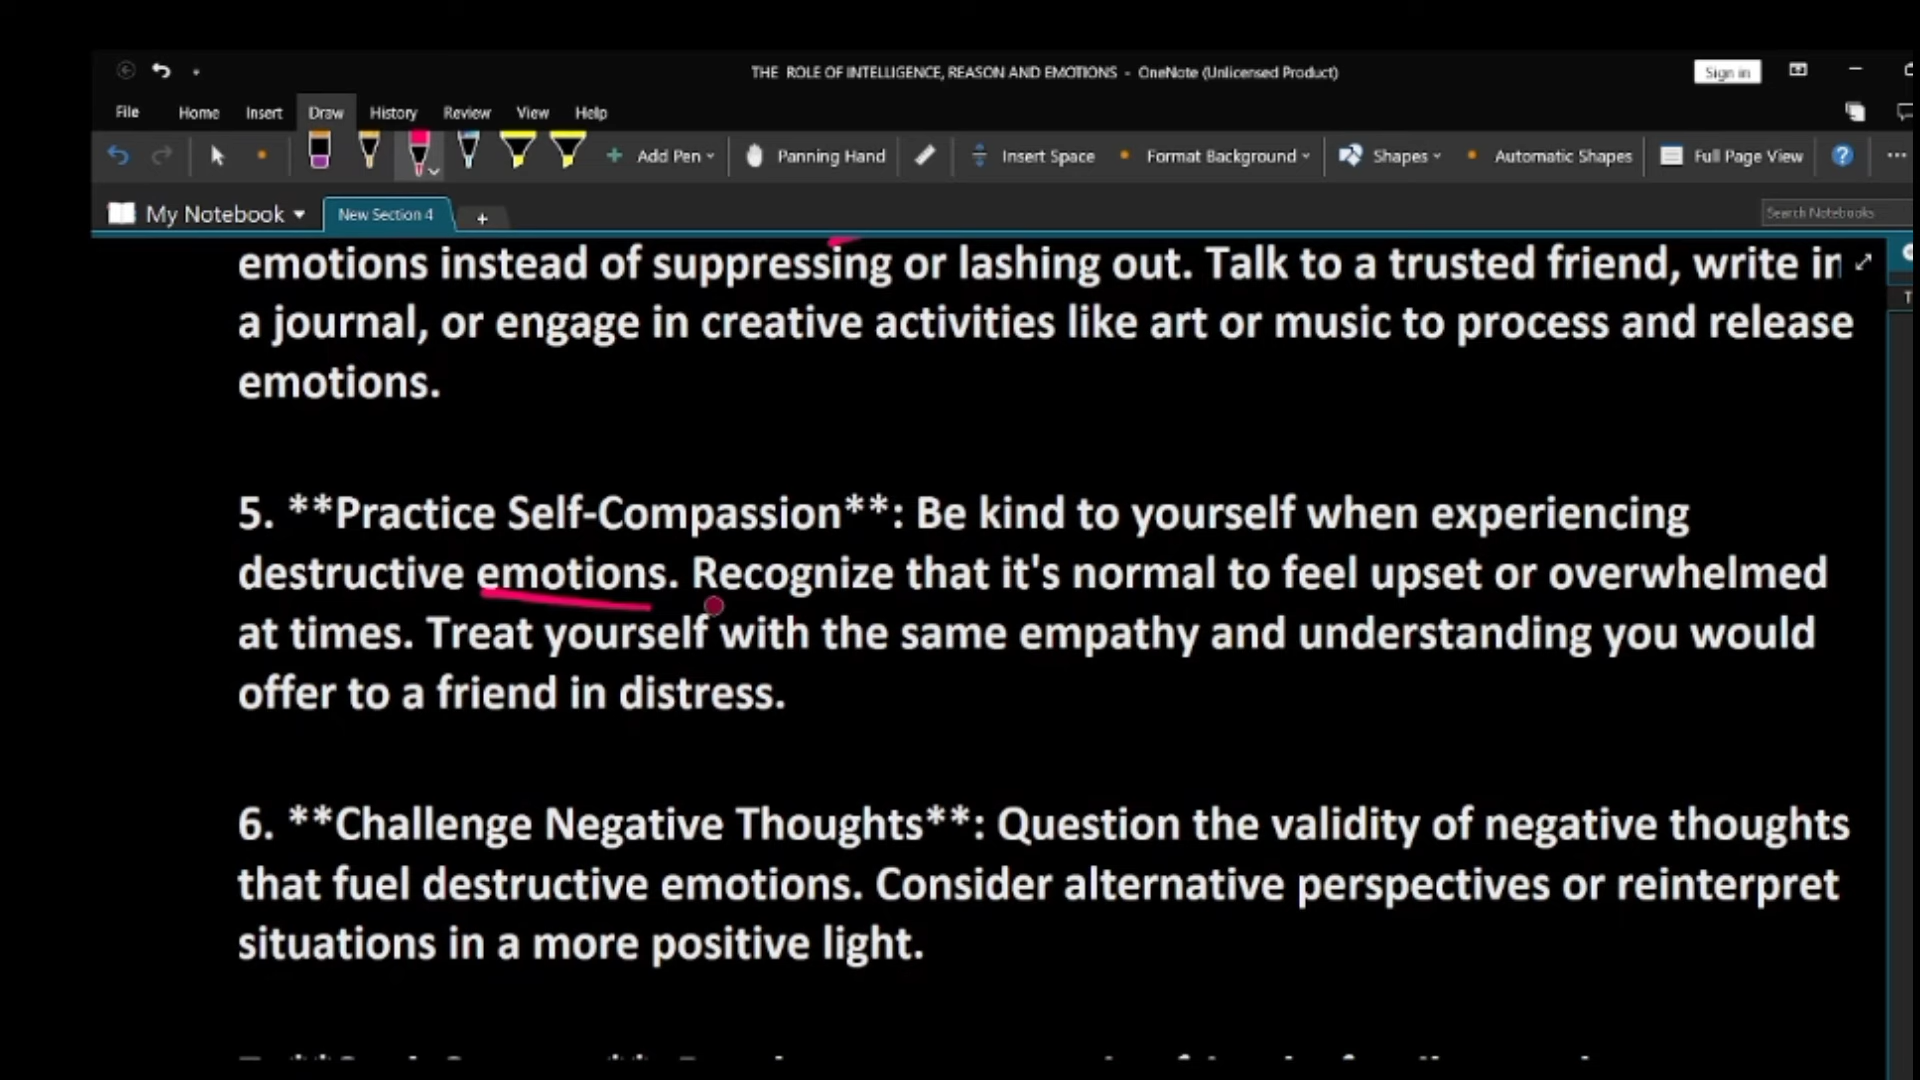 THE ROLE OF INTELLIGENCE, REASON AND EMOTIONS - OneNote (Unlicensed Product)
Sign in
File Home Insert Draw History Review View Help
Add Pen Panning Hand Insert Space Format Background Shapes Automatic Shapes Full Page View
My Notebook New Section 4 Search Notebooks
emotions instead of suppressing or lashing out. Talk to a trusted friend, write in
a journal, or engage in creative activities like art or music to process and release
emotions.
5. **Practice Self-Compassion**: Be kind to yourself when experiencing
destructive emotions. Recognize that it's normal to feel upset or overwhelmed
at times. Treat yourself with the same empathy and understanding you would
offer to a friend in distress.
6. **Challenge Negative Thoughts**: Question the validity of negative thoughts
that fuel destructive emotions. Consider alternative perspectives or reinterpret
situations in a more positive light.